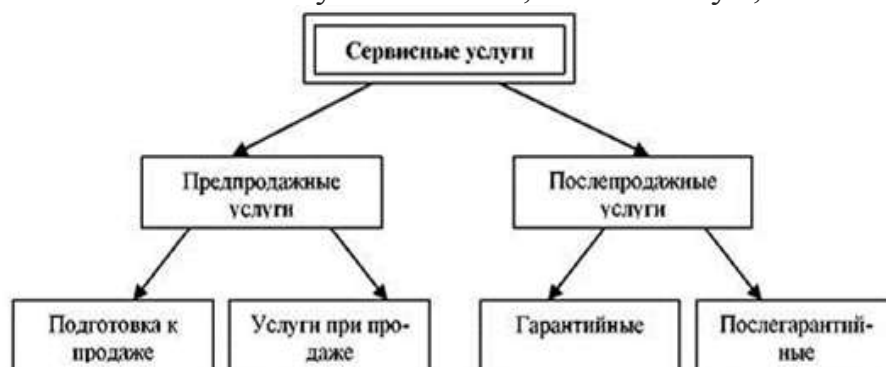 Сервисные услуги
Предпродажные
услуги
Послепродажные
услуги
Подготовка к
продаже
Услуги при про-
даже
Гарантийные
Послегарантий-
ные